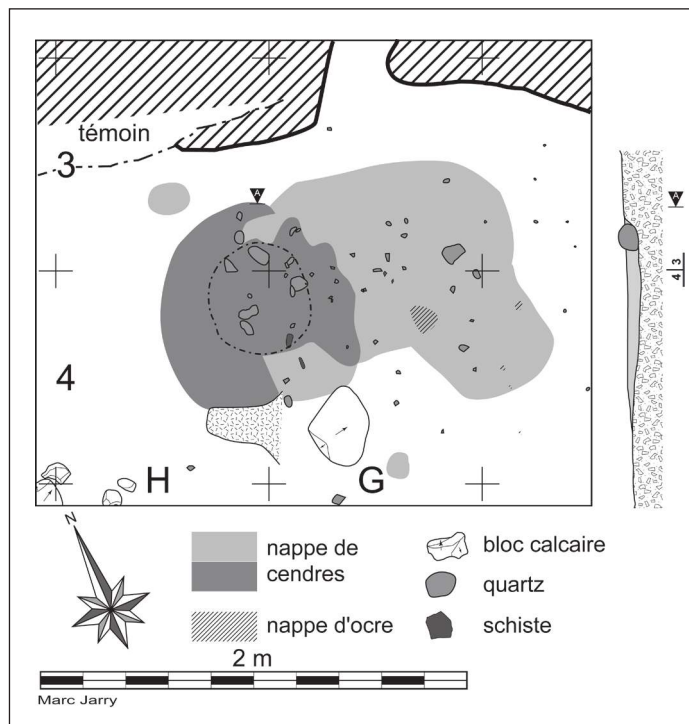 témoin
3
A
A
4 3
4
H
G
N
nappe de
cendres
bloc calcaire
quartz
nappe d'ocre
schiste
2 m
Marc Jarry